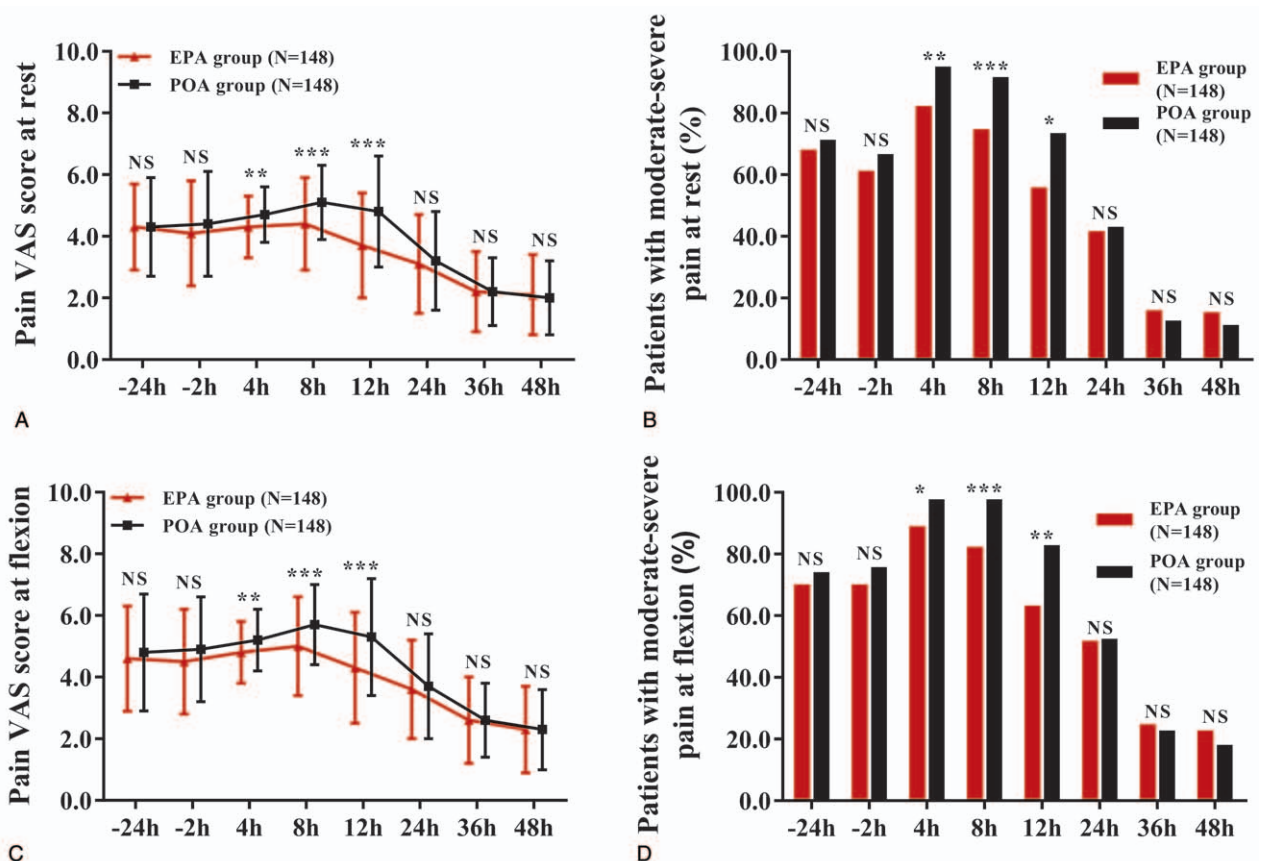 Pain VAS score at rest
10.0
8.0
6.0
4.0
2.0
0.0
EPA group (N=148)
POA group (N=148)
NS
NS
**
***
***
NS
NS
NS
-24h -2h 4h 8h 12h 24h 36h 48h
A
Patients with moderate-severe
pain at rest (%)
100.0
80.0
60.0
40.0
20.0
0.0
NS
NS
**
***
*
NS
NS
NS
EPA group
(N=148)
POA group
(N=148)
-24h -2h 4h 8h 12h 24h 36h 48h
B
Pain VAS score at flexion
10.0
8.0
6.0
4.0
2.0
0.0
EPA group (N=148)
POA group (N=148)
NS
NS
**
***
***
NS
NS
NS
-24h -2h 4h 8h 12h 24h 36h 48h
C
Patients with moderate-severe
pain at flexion (%)
100.0
80.0
60.0
40.0
20.0
0.0
NS
NS
*
***
**
NS
NS
NS
EPA group
(N=148)
POA group
(N=148)
-24h -2h 4h 8h 12h 24h 36h 48h
D